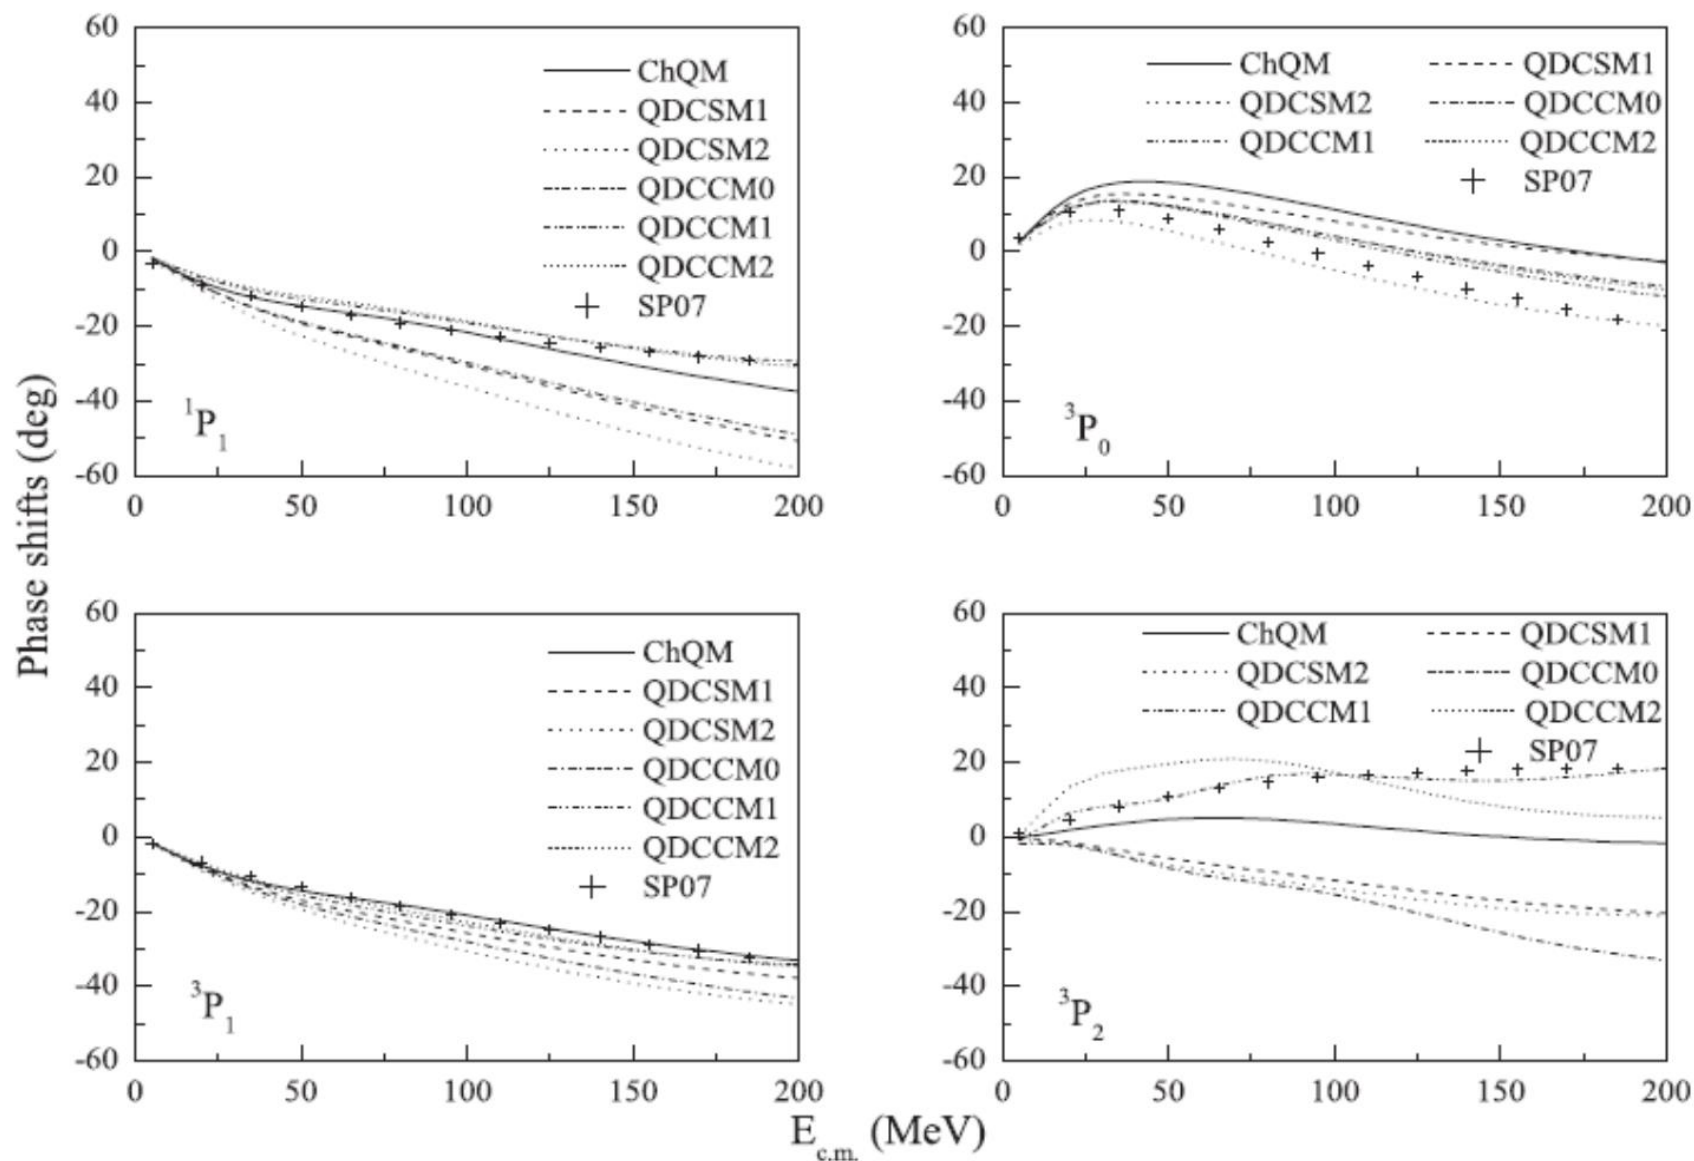 Phase shifts (deg)
60
40
20
0
-20
-40
-60
0 50 100 150 200
ChQM
QDCSM1
QDCSM2
QDCCM0
QDCCM1
QDCCM2
SP07
¹P₁
60
40
20
0
-20
-40
-60
0 50 100 150 200
ChQM QDCSM1
QDCSM2 QDCCM0
QDCCM1 QDCCM2
SP07
³P₀
60
40
20
0
-20
-40
-60
0 50 100 150 200
ChQM
QDCSM1
QDCSM2
QDCCM0
QDCCM1
QDCCM2
SP07
³P₁
60
40
20
0
-20
-40
-60
0 50 100 150 200
ChQM QDCSM1
QDCSM2 QDCCM0
QDCCM1 QDCCM2
SP07
³P₂
E c.m. (MeV)